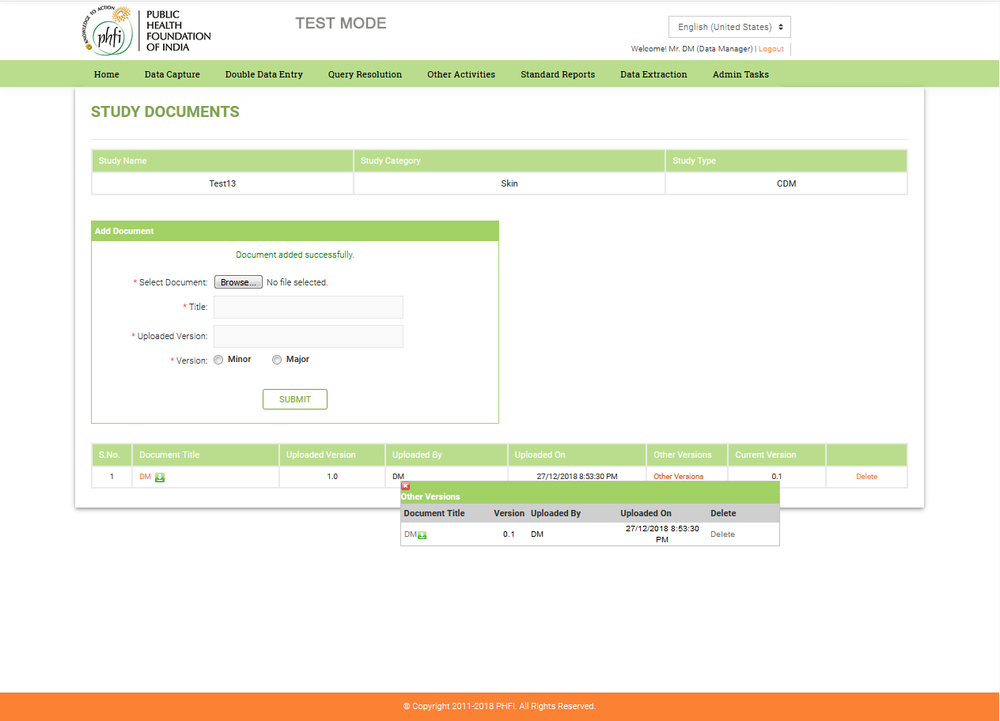 KNOWLEDGE TO ACTION
phfi
PUBLIC
HEALTH
FOUNDATION
OF INDIA
TEST MODE
English (United States)
Welcome! Mr. DM (Data Manager) | Logout
Home Data Capture Double Data Entry Query Resolution Other Activities Standard Reports Data Extraction Admin Tasks
STUDY DOCUMENTS
Study Name Study Category Study Type
Test13 Skin CDM
Add Document
Document added successfully.
* Select Document: Browse... No file selected.
* Title:
* Uploaded Version:
* Version: Minor Major
SUBMIT
S.No. Document Title Uploaded Version Uploaded By Uploaded On Other Versions Current Version
1 DM 1.0 DM 27/12/2018 8:53:30 PM Other Versions 0.1 Delete
Other Versions
Document Title Version Uploaded By Uploaded On Delete
DM 0.1 DM 27/12/2018 8:53:30 PM Delete
© Copyright 2011-2018 PHFI. All Rights Reserved.